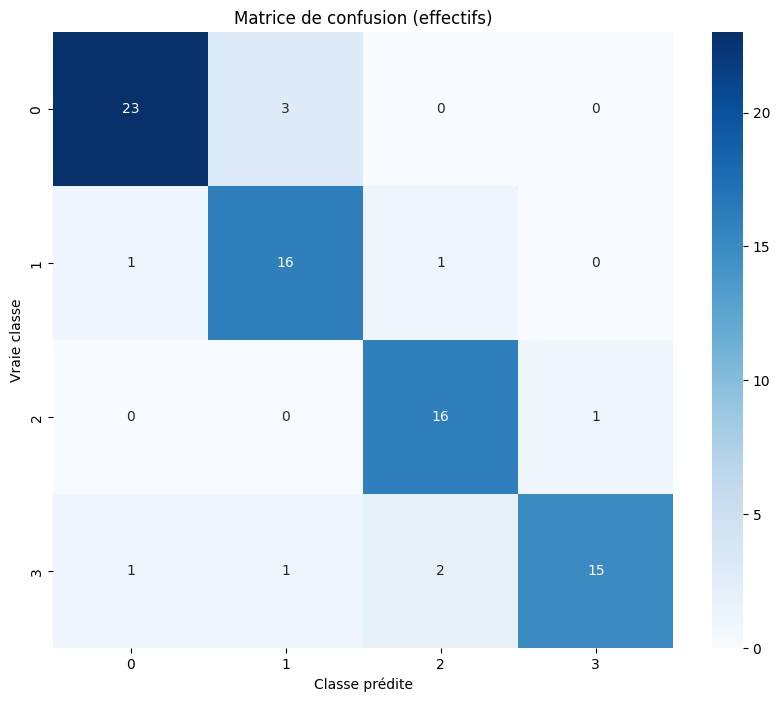 Matrice de confusion (effectifs)
0 23 3 0 0
1 1 16 1 0
2 0 0 16 1
3 1 1 2 15
0 1 2 3
Vraie classe
Classe prédite
20
15
10
5
0